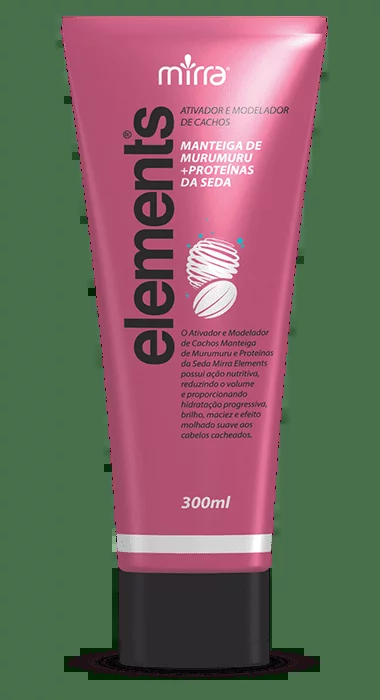 mirra®
elements®
ATIVADOR E MODELADOR
DE CACHOS
MANTEIGA DE
MURUMURU
+PROTEÍNAS
DA SEDA
O Ativador e Modelador
de Cachos Manteiga
de Murumuru e Proteínas
da Seda Mirra Elements
possui ação nutritiva,
reduzindo o volume
e proporcionando
hidratação progressiva,
brilho, maciez e efeito
molhado suave aos
cabelos cacheados.
300ml